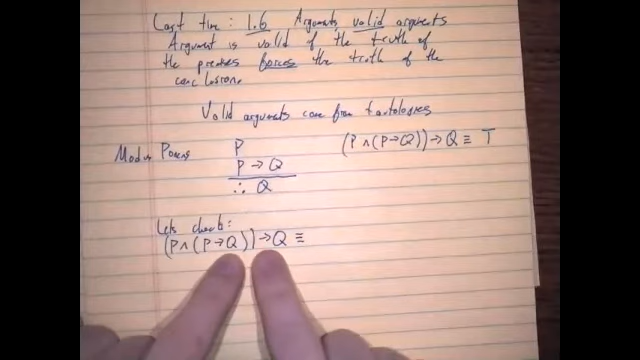 Last time: 1.6 Arguments valid arguments
Argument is valid if the truth of
the premises forces the truth of the
conclusion.
Valid arguments come from tautologies
Modus Ponens
P
P → Q
∴ Q
(P ∧ (P → Q)) → Q ≡ T
Lets check:
(P ∧ (P → Q)) → Q ≡